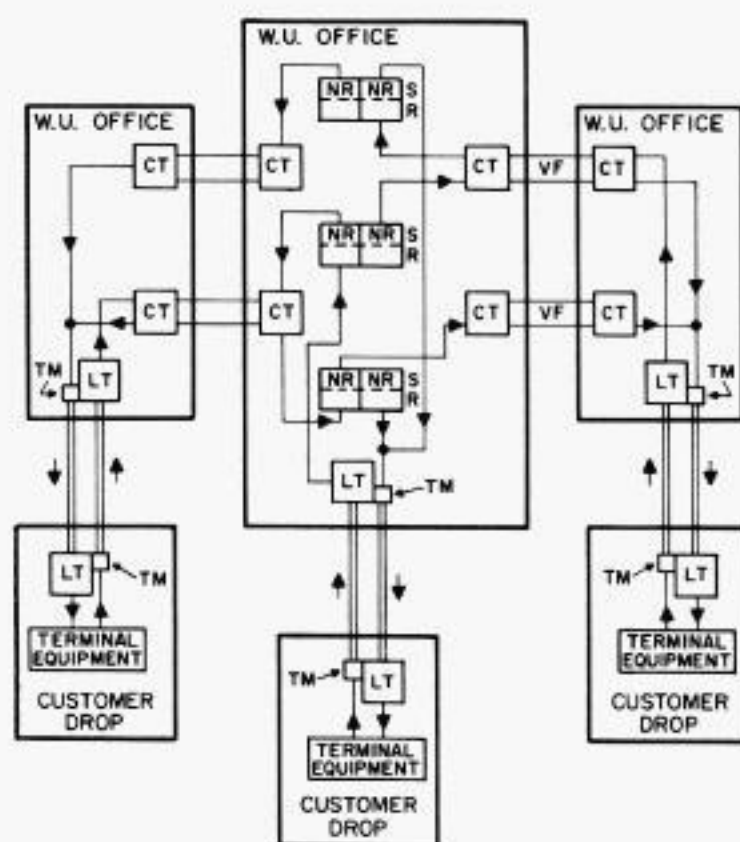 W.U. OFFICE
NR NR S
R
W.U. OFFICE
W.U. OFFICE
CT CT CT VF CT
NR NR S
R
CT CT CT VF CT
TM LT
NR NR S
R
LT TM
LT TM
LT TM
TERMINAL
EQUIPMENT
CUSTOMER
DROP
TM LT
TERMINAL
EQUIPMENT
CUSTOMER
DROP
TM LT
TERMINAL
EQUIPMENT
CUSTOMER
DROP